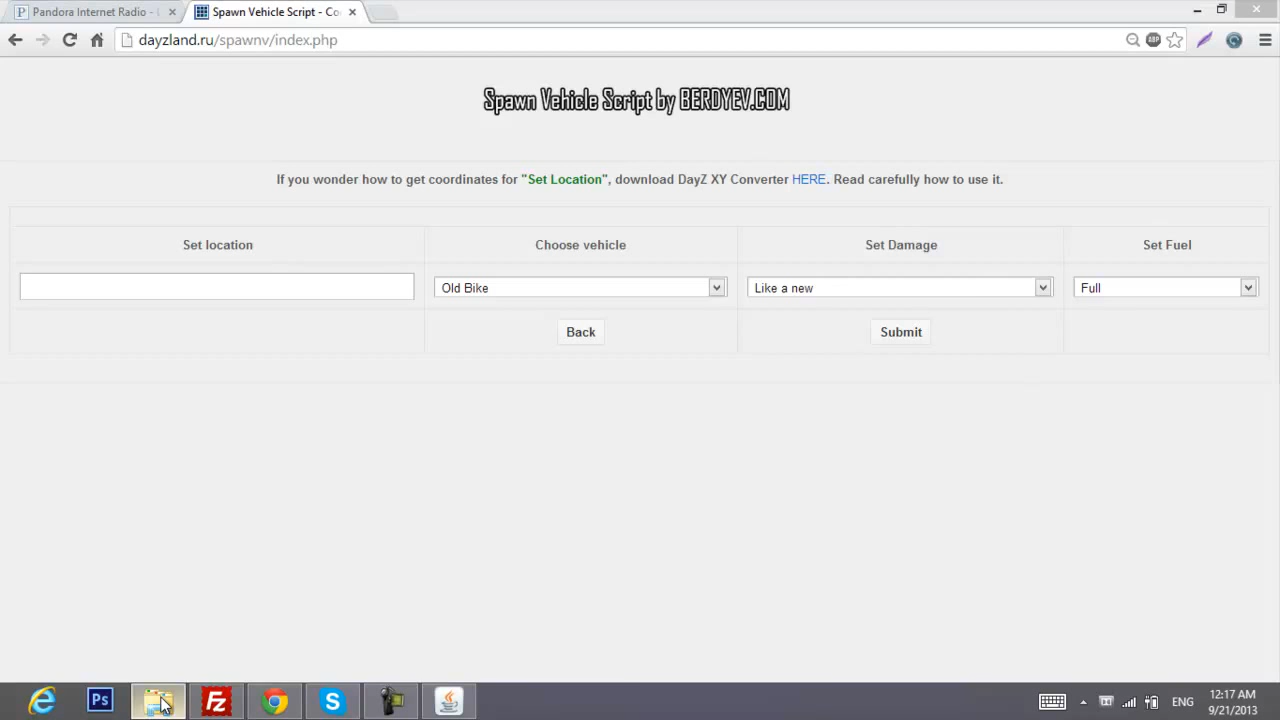 Pandora Internet Radio -
Spawn Vehicle Script - Co
dayzland.ru/spawnv/index.php
ABP
Spawn Vehicle Script by BERDYEV.COM
If you wonder how to get coordinates for "Set Location", download DayZ XY Converter HERE. Read carefully how to use it.
Set location Choose vehicle Set Damage Set Fuel
Old Bike Like a new Full
Back Submit
Ps Fz S ENG 12:17 AM
9/21/2013